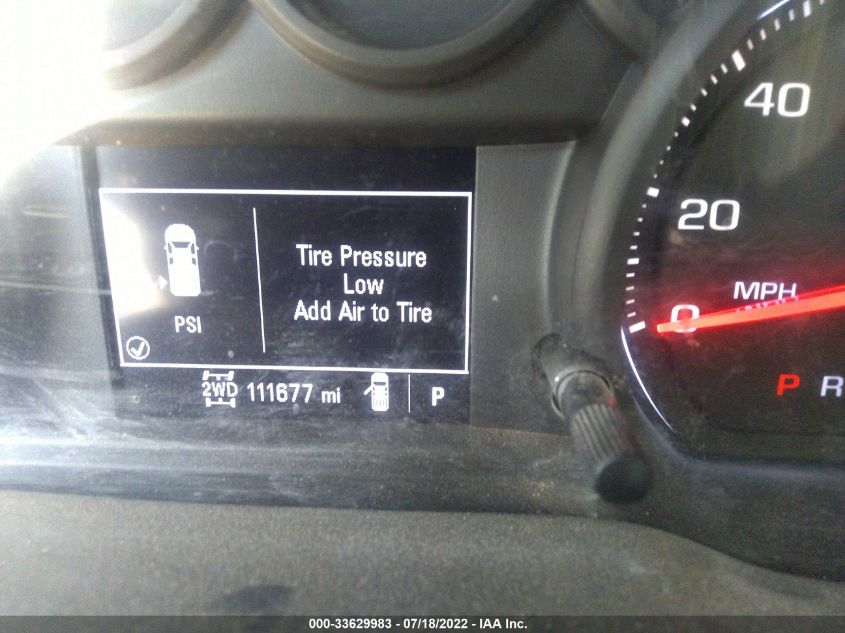 Tire Pressure
Low
Add Air to Tire
PSI
2WD 111677 mi P
40
20
0
MPH
P R
000-33629983 - 07/18/2022 - IAA Inc.